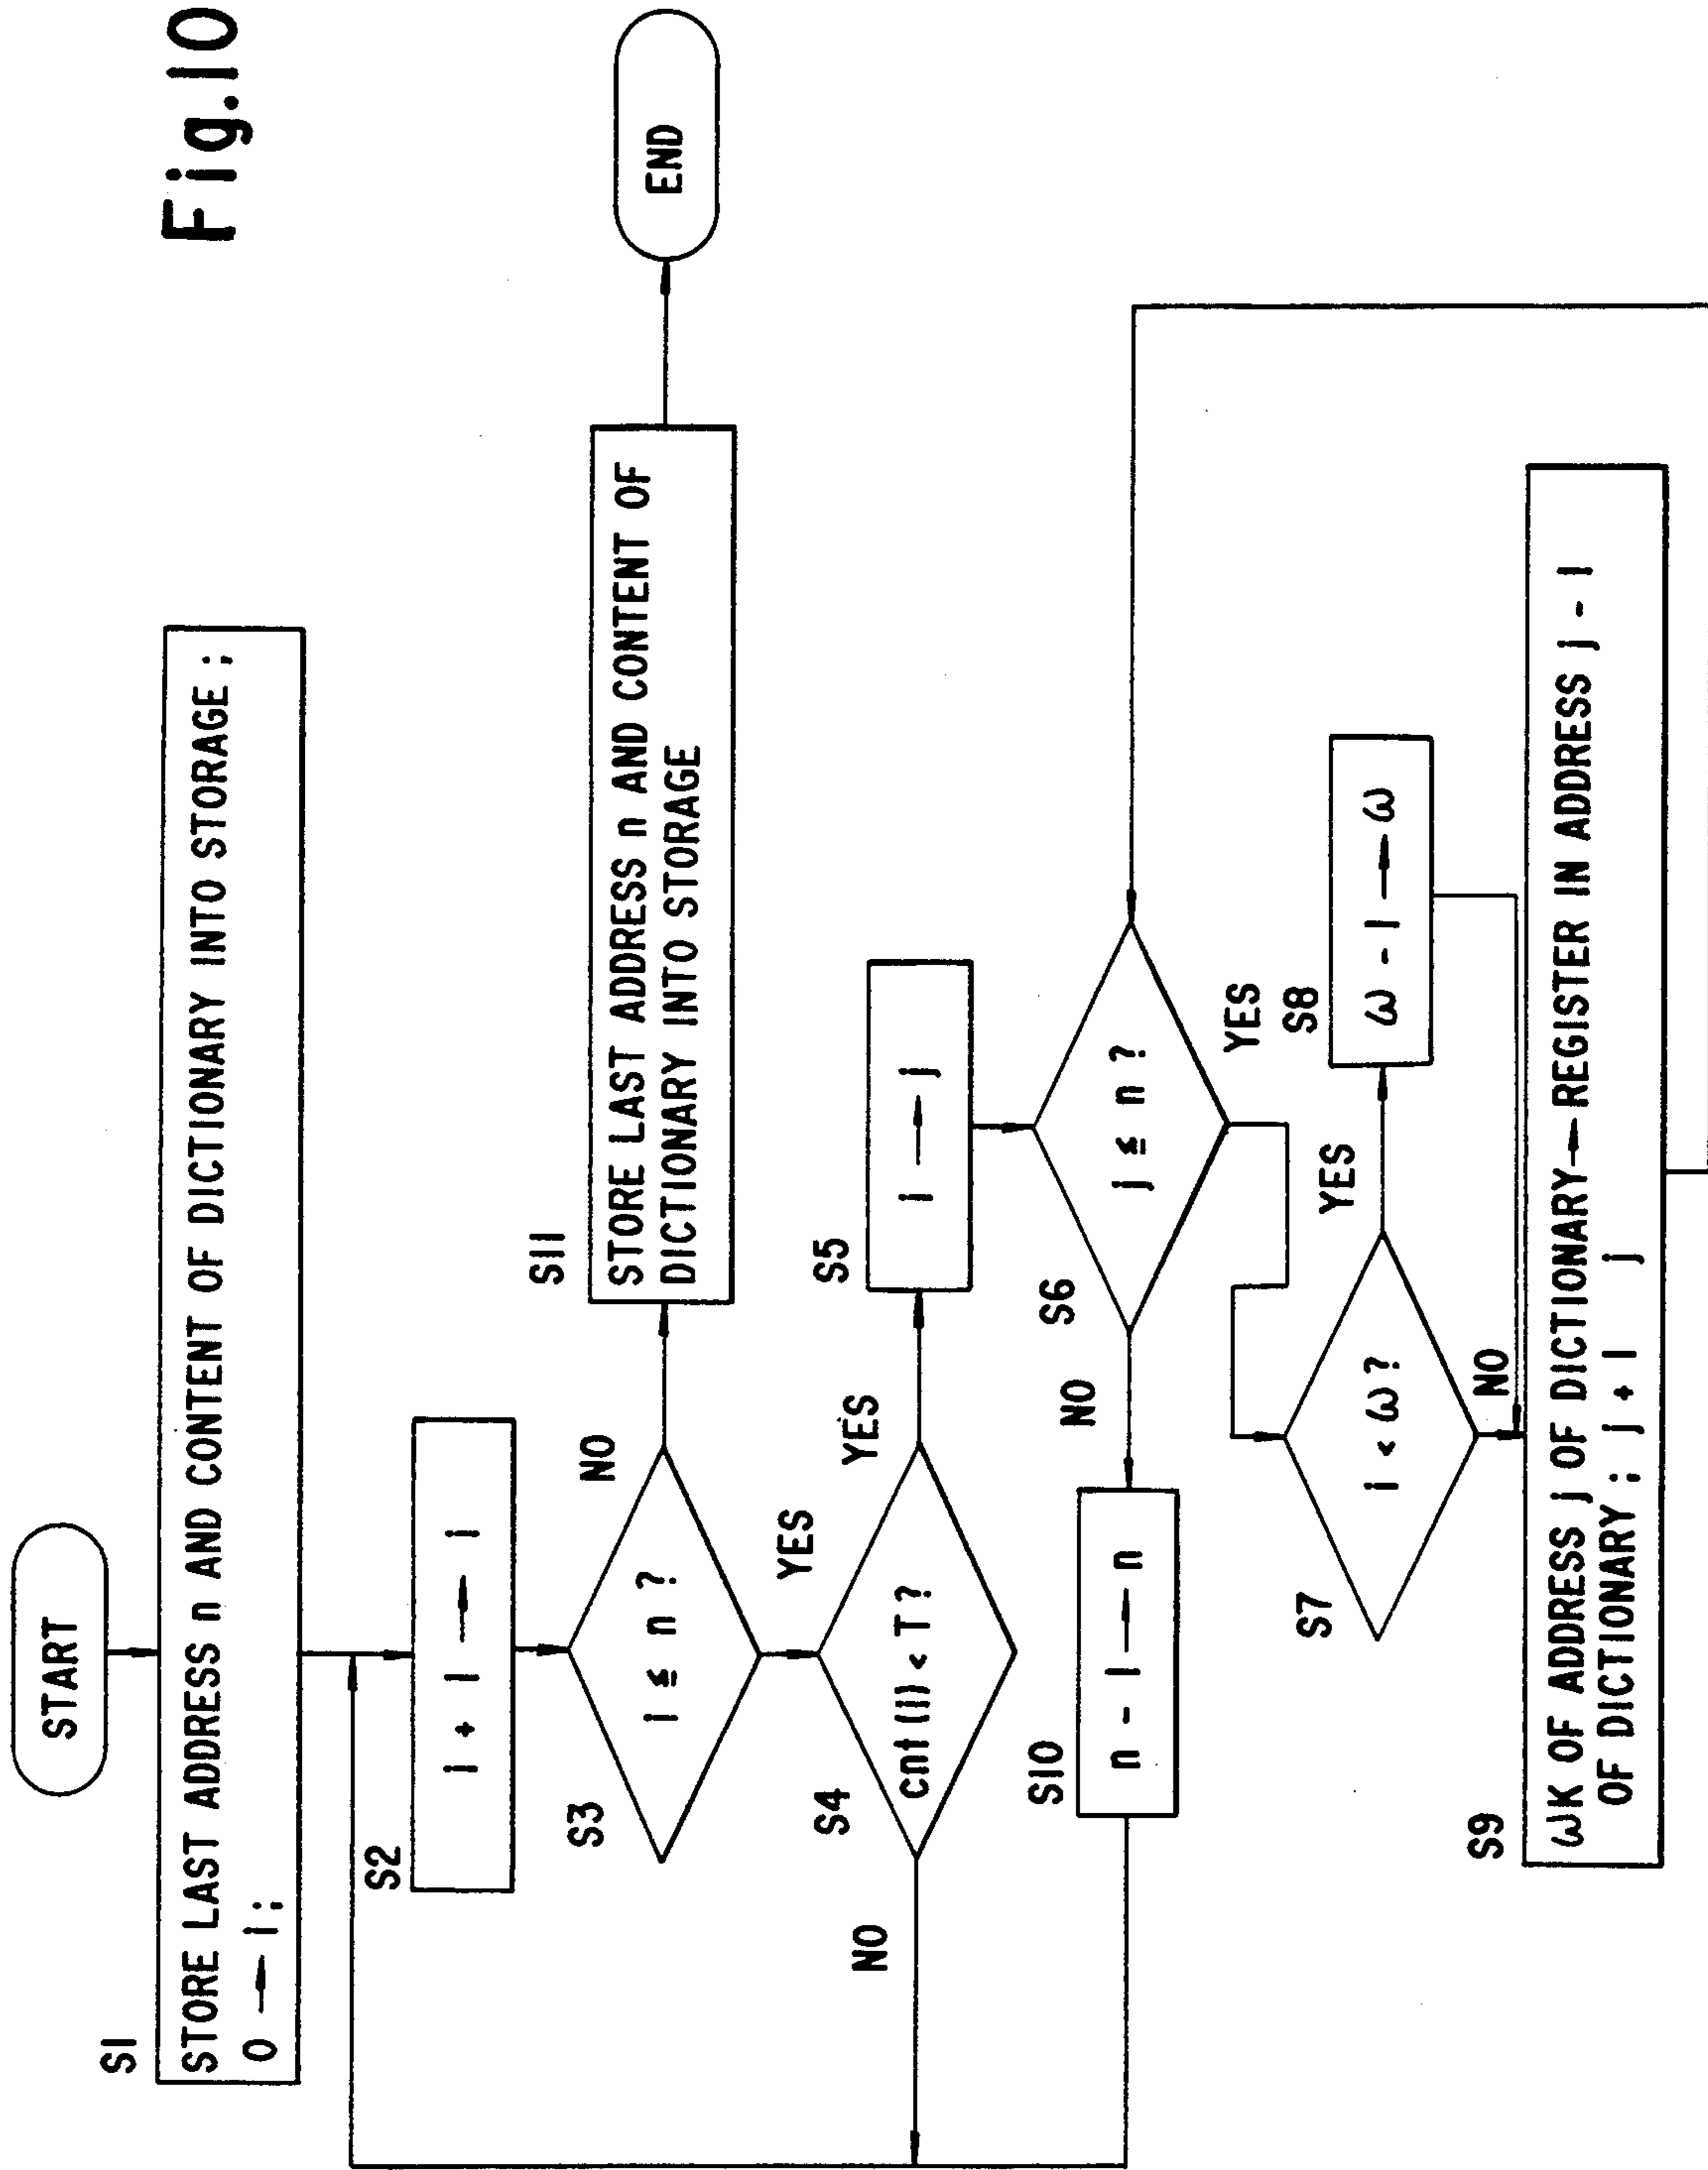 Fig.10
START
S1
STORE LAST ADDRESS n AND CONTENT OF DICTIONARY INTO STORAGE ;
0 → i ;
S2
i + 1 → i
S3
i ≤ n ?
NO
YES
S11
STORE LAST ADDRESS n AND CONTENT OF
DICTIONARY INTO STORAGE
END
S4
cnt(i) < T ?
NO
YES
S5
i → j
S6
j ≤ n ?
NO
YES
S10
n - 1 → n
S7
i < ω ?
YES
NO
S8
ω - 1 → ω
S9
ωK OF ADDRESS j OF DICTIONARY ← REGISTER IN ADDRESS j - 1
OF DICTIONARY ; j + 1 j